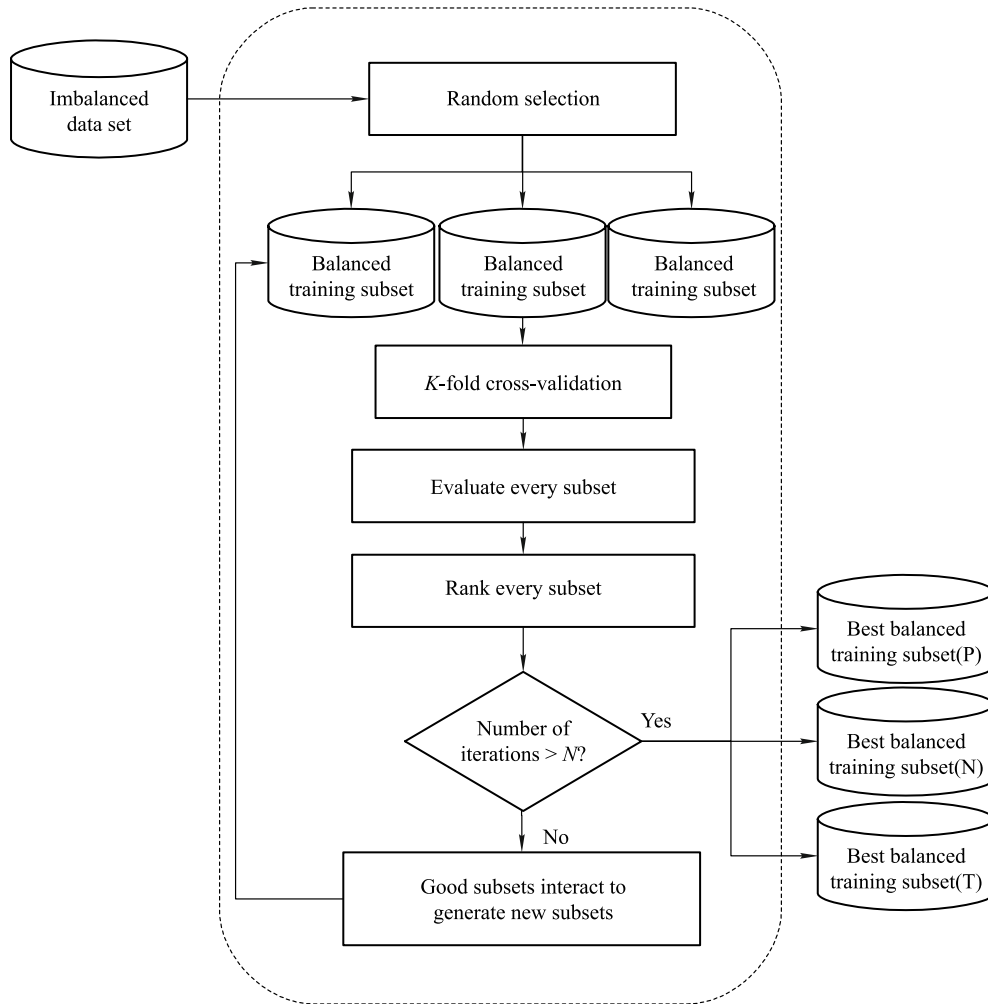 Imbalanced
data set
Random selection
Balanced
training subset
Balanced
training subset
Balanced
training subset
K-fold cross-validation
Evaluate every subset
Rank every subset
Number of
iterations > N?
Yes
No
Good subsets interact to
generate new subsets
Best balanced
training subset(P)
Best balanced
training subset(N)
Best balanced
training subset(T)